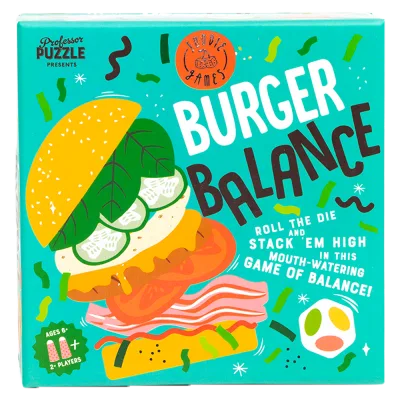 Professor
PUZZLE
PRESENTS
FOODIE
GAMES
BURGER
BALANCE
ROLL THE DIE
AND
STACK 'EM HIGH
IN THIS
MOUTH-WATERING
GAME OF BALANCE!
AGES 6+
2+ PLAYERS